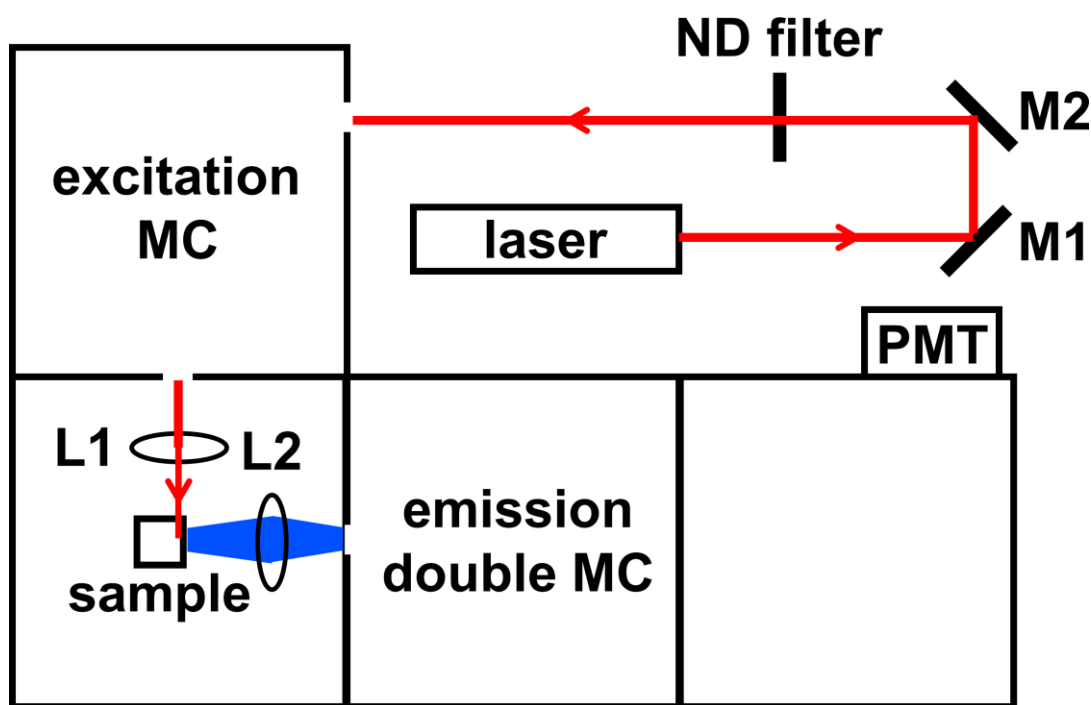 ND filter
M2
excitation
MC
laser
M1
PMT
L1
L2
emission
double MC
sample